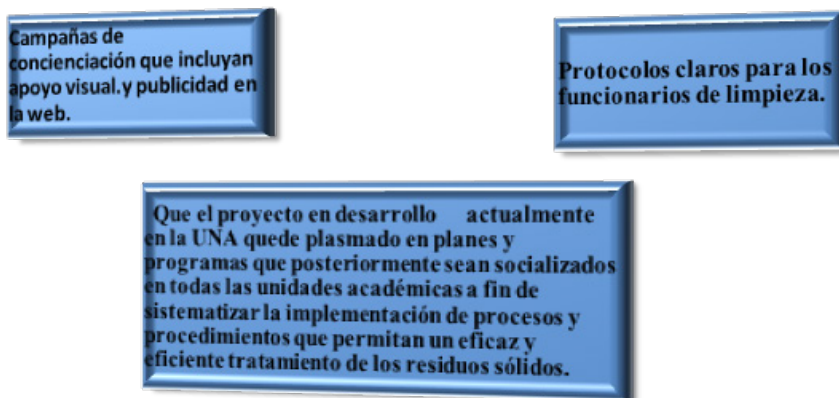 Campañas de
concienciación que incluyan
apoyo visual.y publicidad en
la web.
Protocolos claros para los
funcionarios de limpieza.
Que el proyecto en desarrollo actualmente
en la UNA quede plasmado en planes y
programas que posteriormente sean socializados
en todas las unidades académicas a fin de
sistematizar la implementación de procesos y
procedimientos que permitan un eficaz y
eficiente tratamiento de los residuos sólidos.